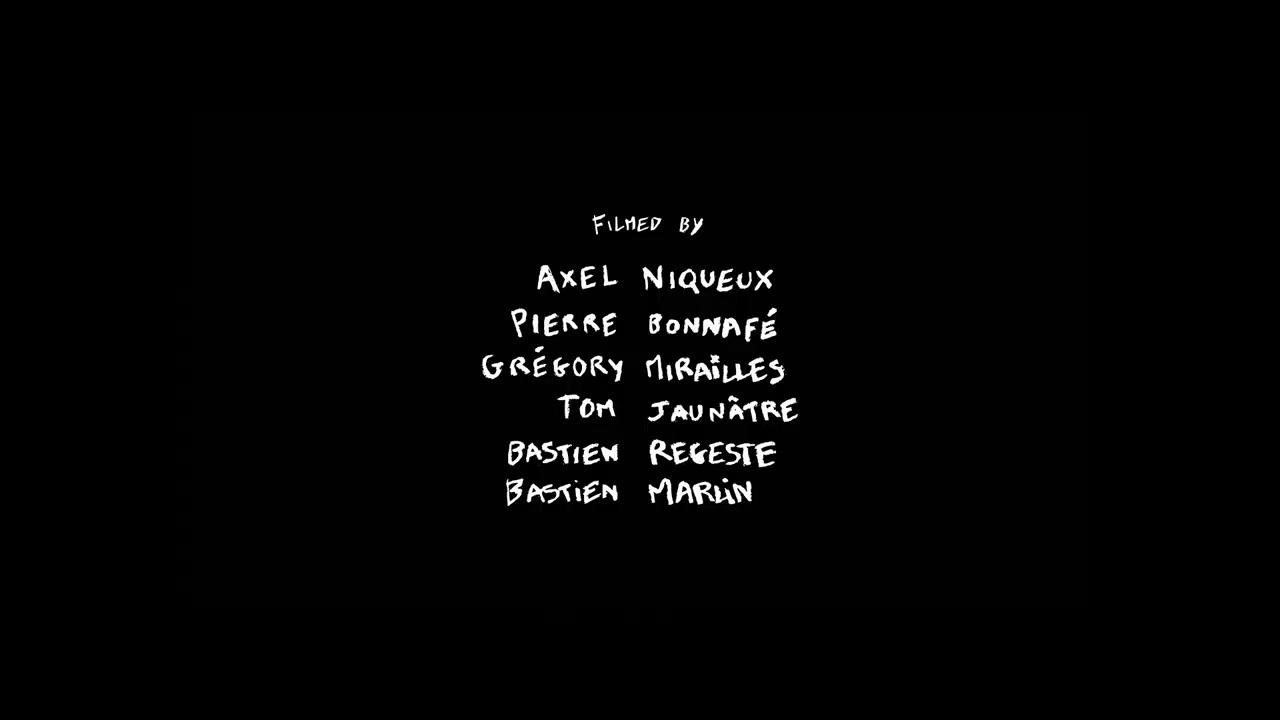 FILMED BY
AXEL NIQUEUX
PIERRE BONNAFÉ
GRÉGORY MIRAILLES
TOM JAUNÂTRE
BASTIEN REGESTE
BASTIEN MARLIN